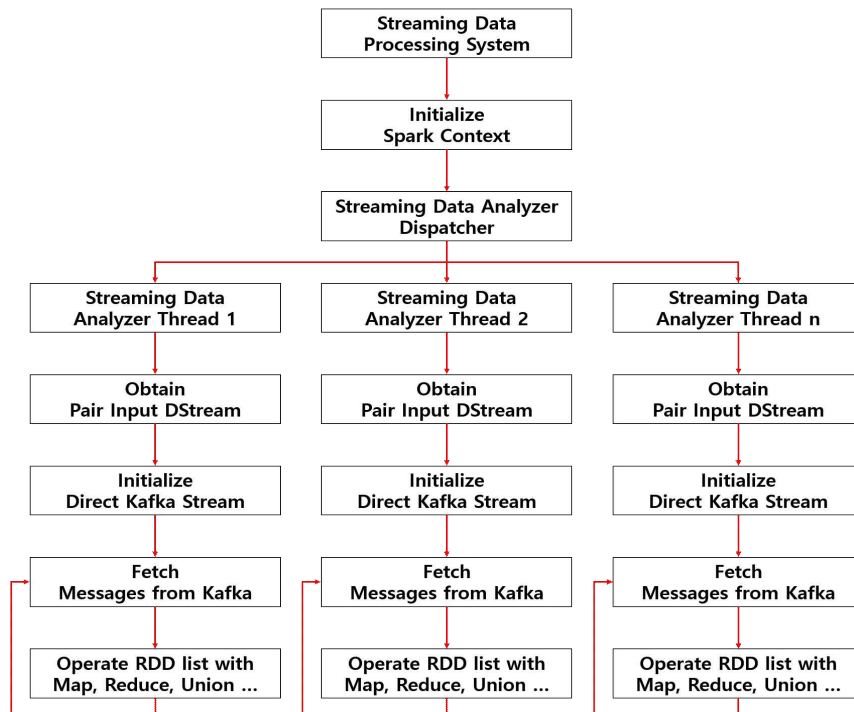 Streaming Data
Processing System
Initialize
Spark Context
Streaming Data Analyzer
Dispatcher
Streaming Data
Analyzer Thread 1
Streaming Data
Analyzer Thread 2
Streaming Data
Analyzer Thread n
Obtain
Pair Input DStream
Obtain
Pair Input DStream
Obtain
Pair Input DStream
Initialize
Direct Kafka Stream
Initialize
Direct Kafka Stream
Initialize
Direct Kafka Stream
Fetch
Messages from Kafka
Fetch
Messages from Kafka
Fetch
Messages from Kafka
Operate RDD list with
Map, Reduce, Union ...
Operate RDD list with
Map, Reduce, Union ...
Operate RDD list with
Map, Reduce, Union ...